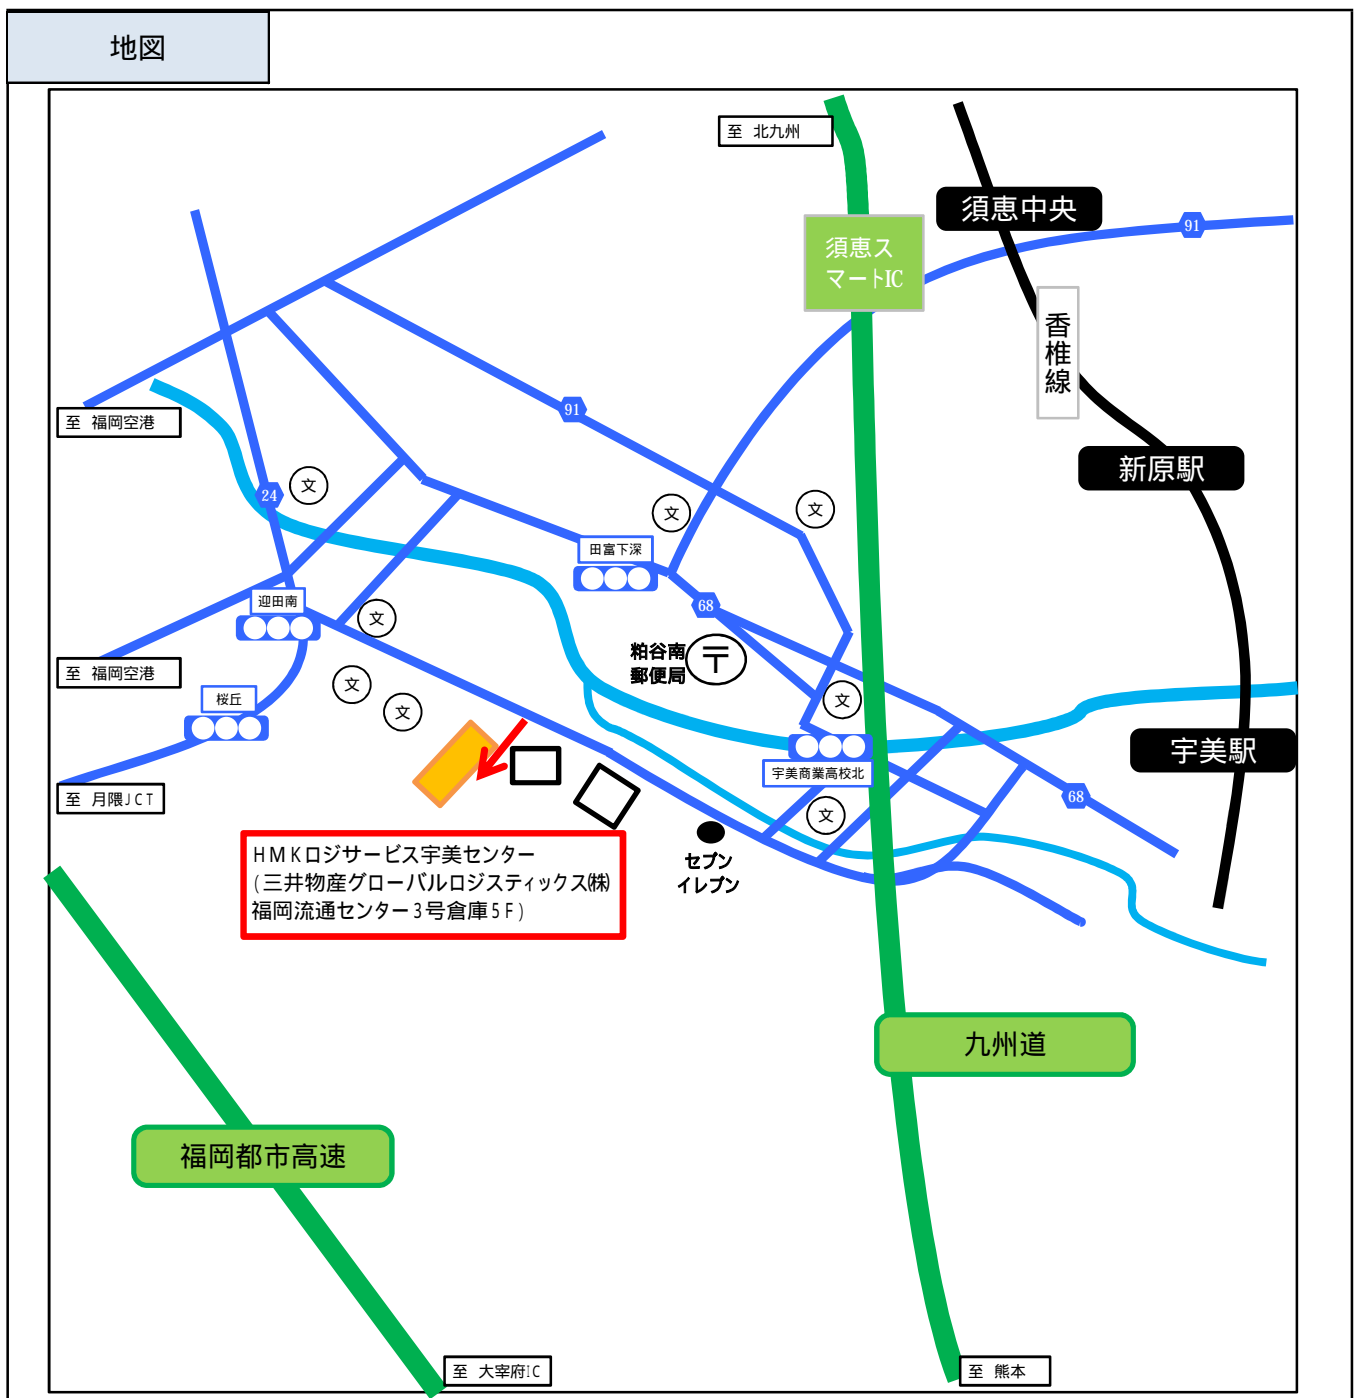 地図
至 北九州
須恵中央
91
須恵ス
マートIC
香椎線
91
至 福岡空港
新原駅
24
文
文
文
田富下深
迎田南
68
文
粕谷南
郵便局
〒
至 福岡空港
文
桜丘
文
文
宇美駅
宇美商業高校北
至 月隈JCT
68
文
HMKロジサービス宇美センター
(三井物産グローバルロジスティックス㈱
福岡流通センター3号倉庫5F)
セブン
イレブン
九州道
福岡都市高速
至 大宰府IC
至 熊本